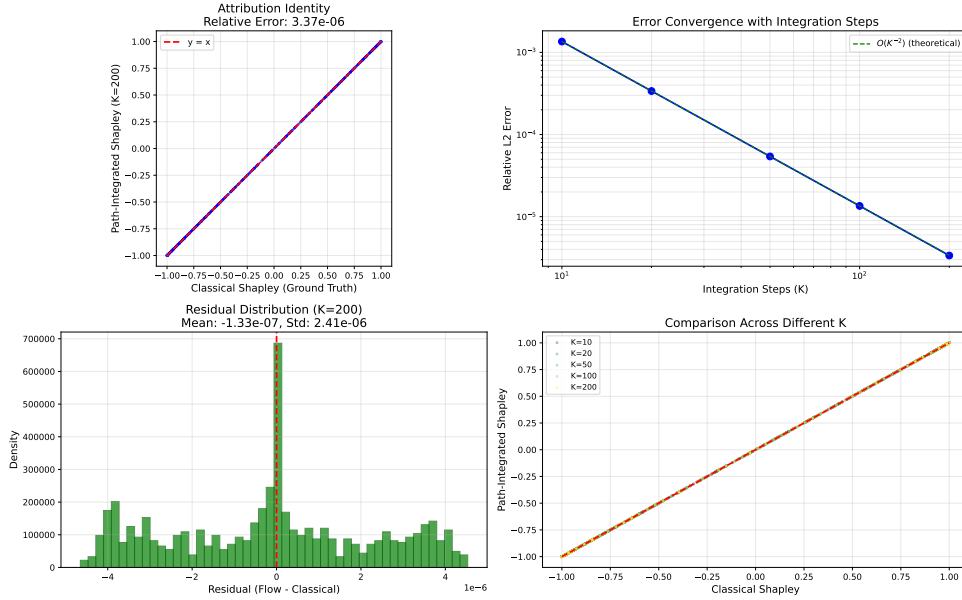 Attribution Identity
Relative Error: 3.37e-06
y = x
Path-Integrated Shapley (K=200)
1.00
0.75
0.50
0.25
0.00
−0.25
−0.50
−0.75
−1.00
−1.00 −0.75 −0.50 −0.25 0.00 0.25 0.50 0.75 1.00
Classical Shapley (Ground Truth)
Error Convergence with Integration Steps
O(K⁻²) (theoretical)
Relative L2 Error
10⁻³
10⁻⁴
10⁻⁵
10¹ 10²
Integration Steps (K)
Residual Distribution (K=200)
Mean: -1.33e-07, Std: 2.41e-06
Density
700000
600000
500000
400000
300000
200000
100000
0
−4 −2 0 2 4
1e−6
Residual (Flow - Classical)
Comparison Across Different K
K=10
K=20
K=50
K=100
K=200
Path-Integrated Shapley
1.00
0.75
0.50
0.25
0.00
−0.25
−0.50
−0.75
−1.00
−1.00 −0.75 −0.50 −0.25 0.00 0.25 0.50 0.75 1.00
Classical Shapley